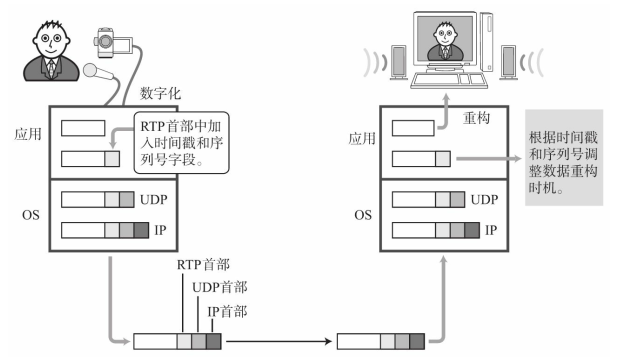 数字化
应用
RTP首部中加
入时间戳和序
列号字段。
OS
UDP
IP
RTP首部
UDP首部
IP首部
重构
应用
根据时间戳
和序列号调
整数据重构
时机。
OS
UDP
IP